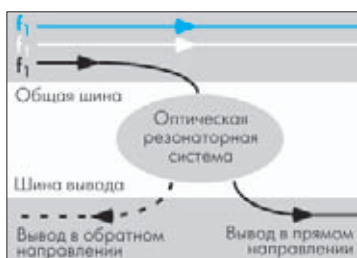 f₁
f₁
f₁
Общая шина
Оптическая
резонаторная
система
Шина вывода
Вывод в обратном
направлении
Вывод в прямом
направлении